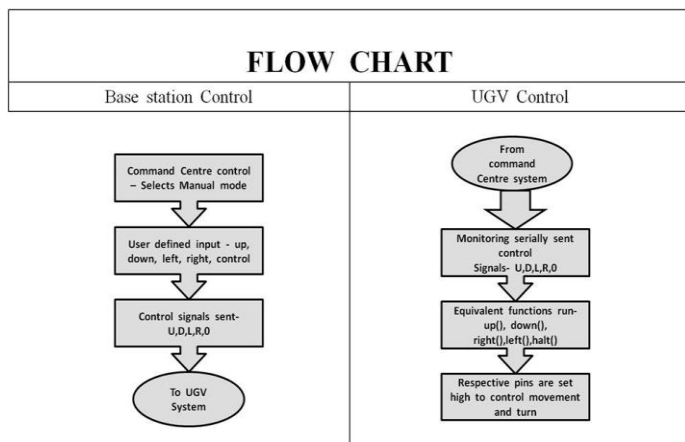 FLOW CHART
Base station Control
Command Centre control
– Selects Manual mode
User defined input - up,
down, left, right, control
Control signals sent-
U,D,L,R,0
To UGV
System
UGV Control
From
command
Centre system
Monitoring serially sent
control
Signals- U,D,L,R,0
Equivalent functions run-
up(), down(),
right(),left(),halt()
Respective pins are set
high to control movement
and turn